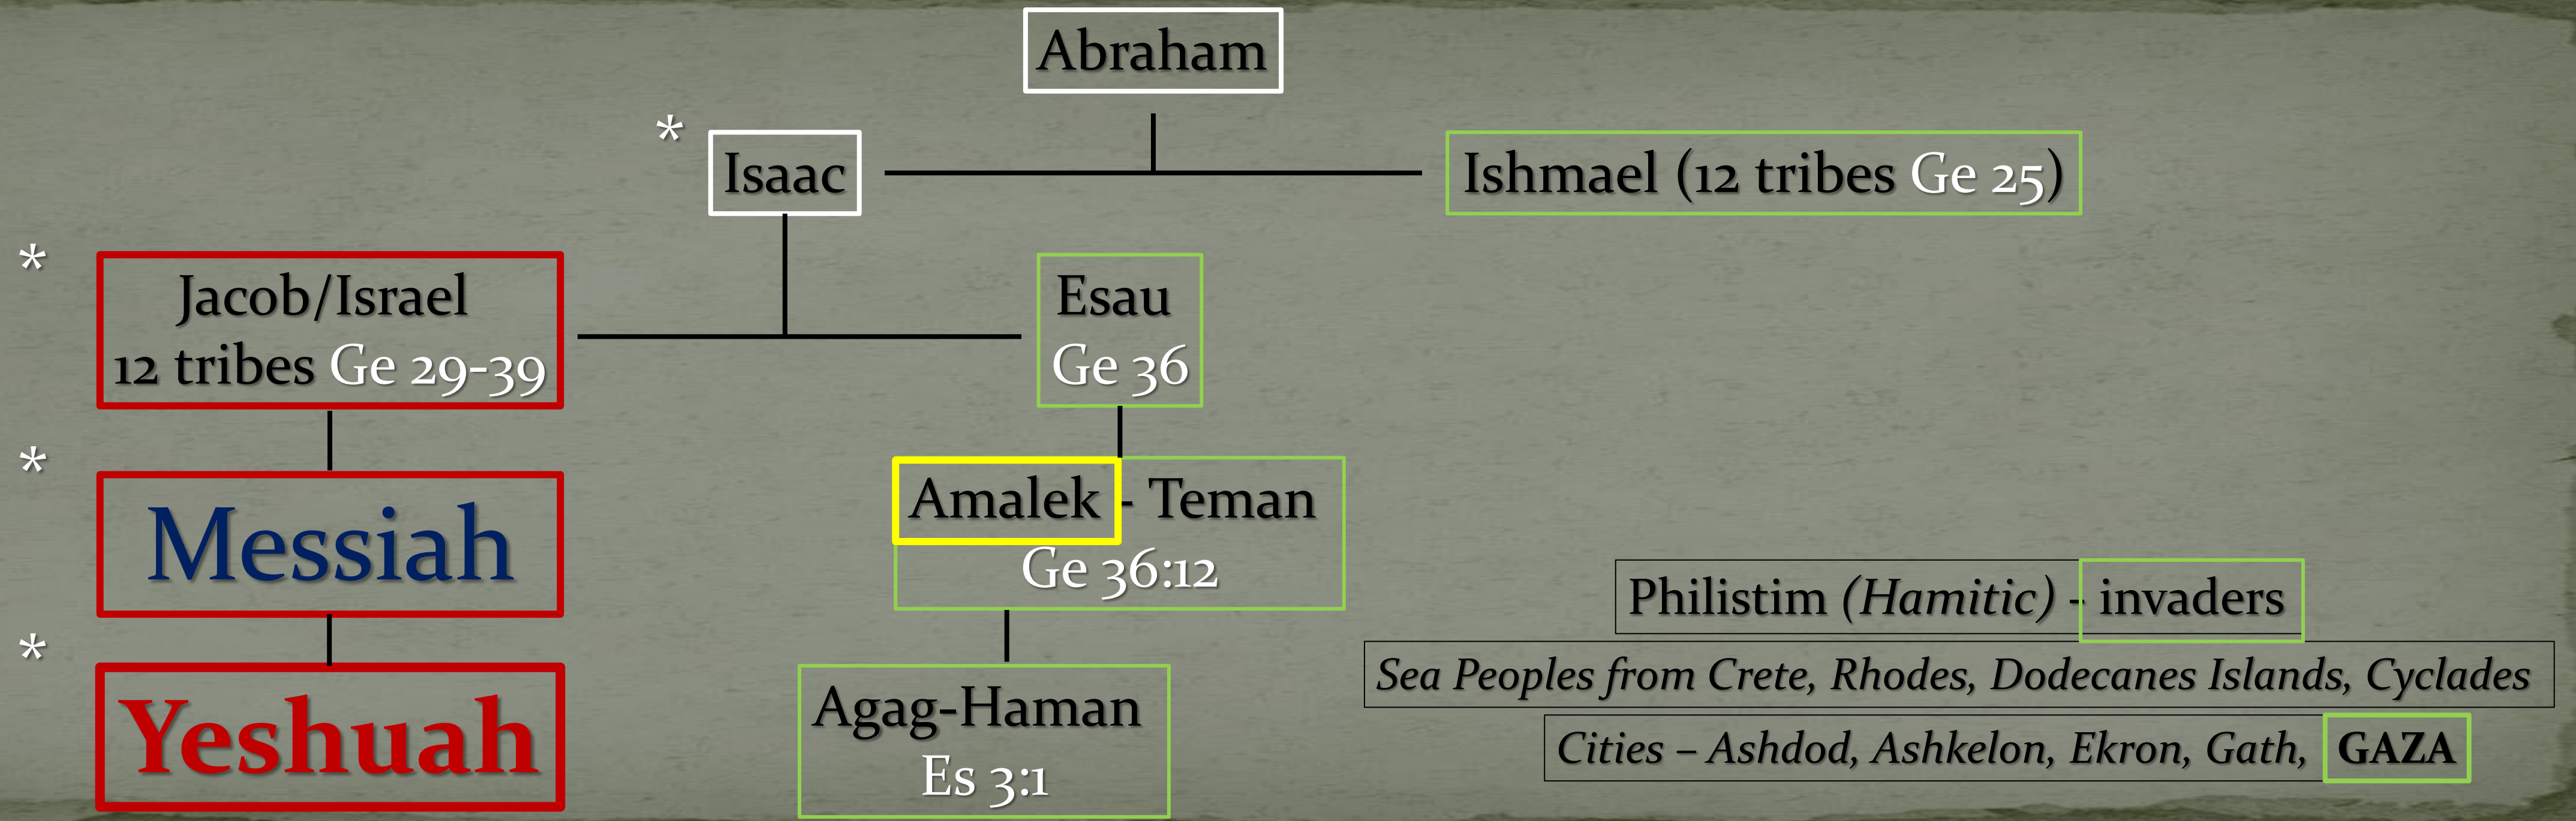 Abraham
*
Isaac
Ishmael (12 tribes Ge 25)
*
Jacob/Israel
12 tribes Ge 29-39
Esau
Ge 36
*
Messiah
Amalek - Teman
Ge 36:12
Philistim (Hamitic) - invaders
Sea Peoples from Crete, Rhodes, Dodecanes Islands, Cyclades
Cities – Ashdod, Ashkelon, Ekron, Gath, GAZA
*
Yeshuah
Agag-Haman
Es 3:1